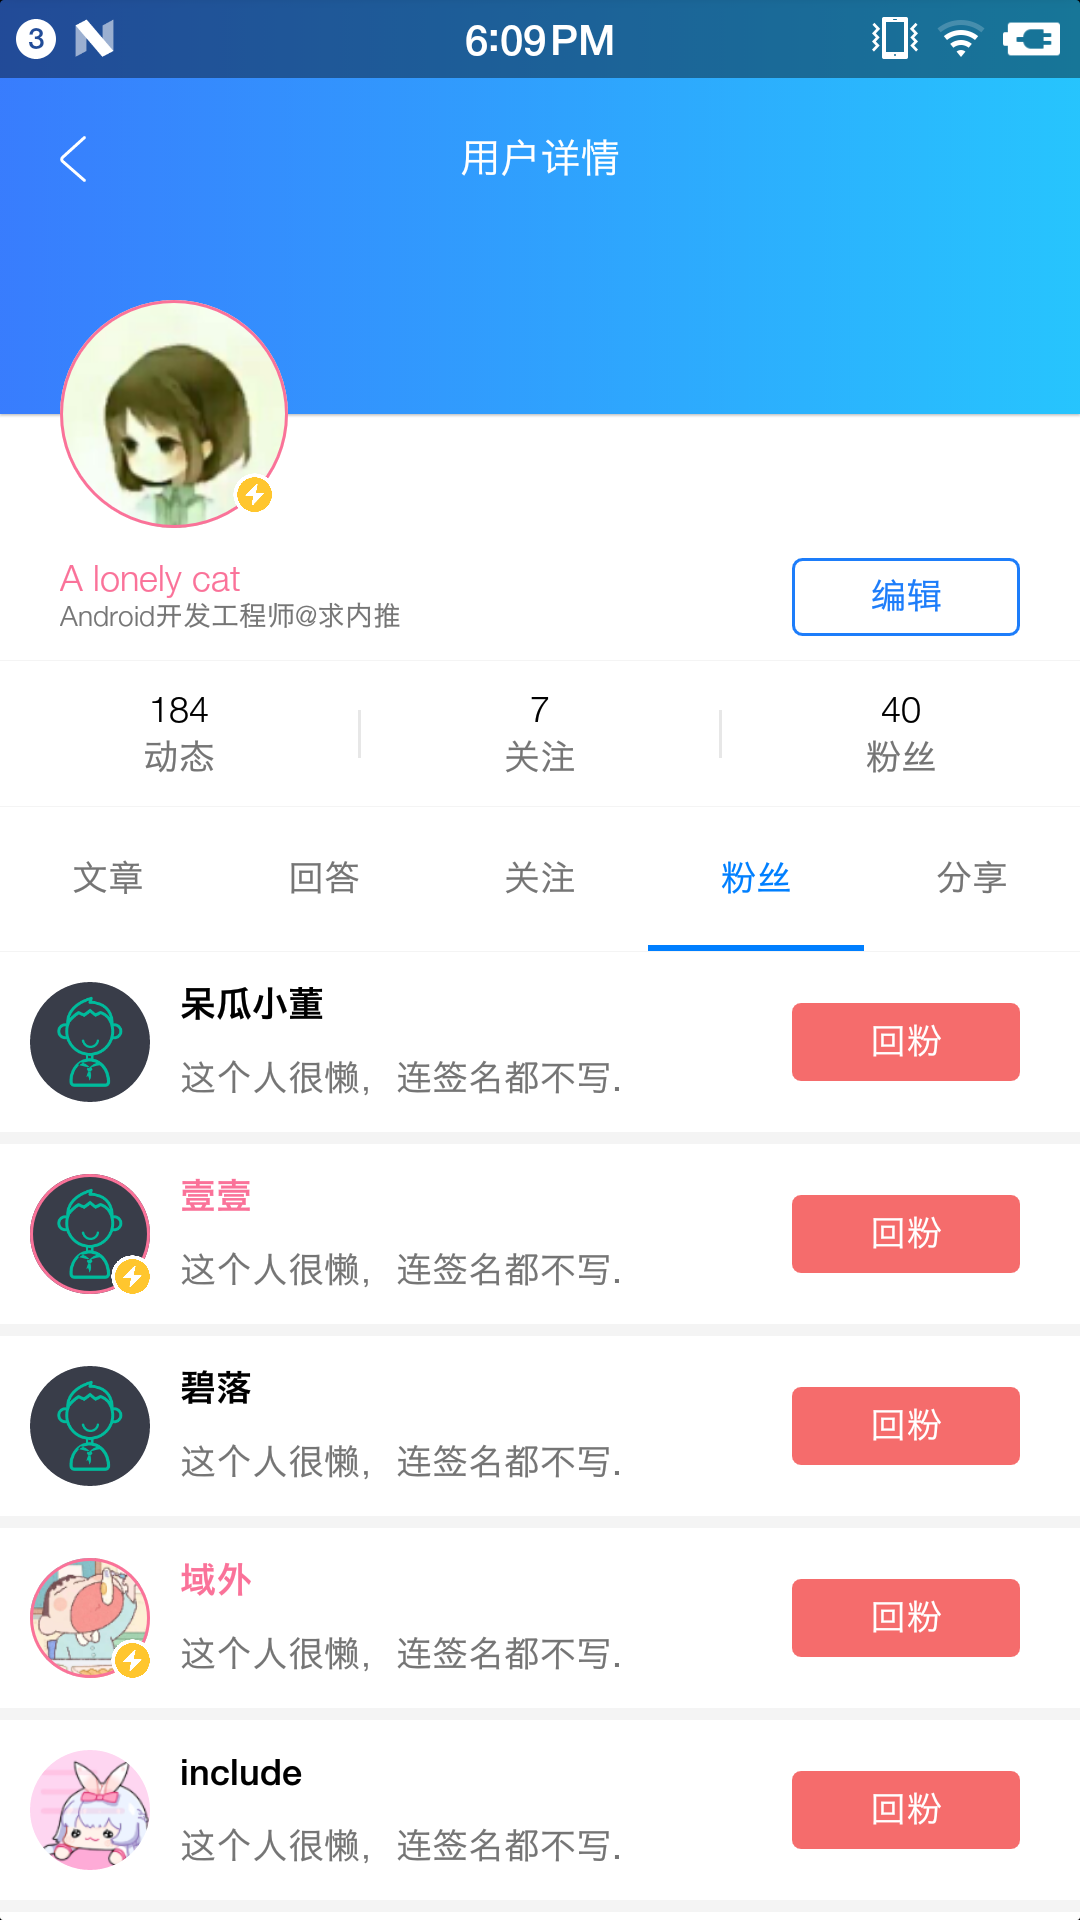 3
6:09PM
用户详情
A lonely cat
Android开发工程师@求内推
编辑
184
动态
7
关注
40
粉丝
文章
回答
关注
粉丝
分享
呆瓜小董
这个人很懒，连签名都不写.
回粉
壹壹
这个人很懒，连签名都不写.
回粉
碧落
这个人很懒，连签名都不写.
回粉
域外
这个人很懒，连签名都不写.
回粉
include
这个人很懒，连签名都不写.
回粉